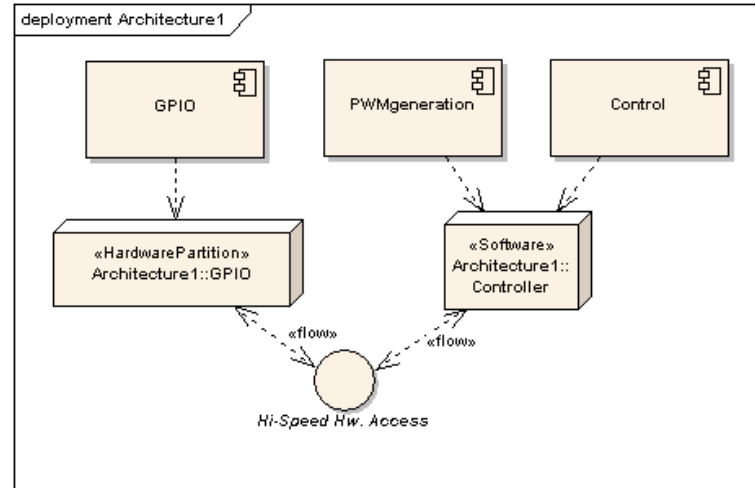 deployment Architecture1
GPIO
PWMgeneration
Control
«HardwarePartition»
Architecture1::GPIO
«Software»
Architecture1::
Controller
«flow»
«flow»
Hi-Speed Hw. Access